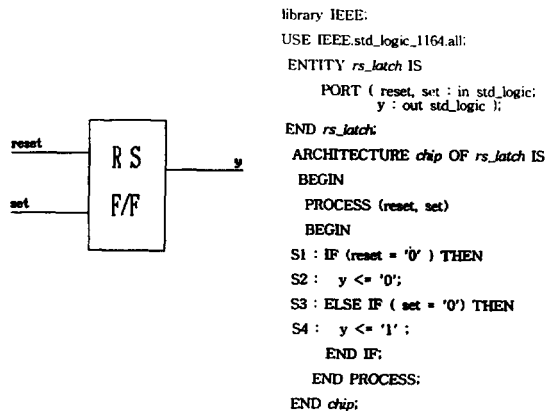 reset
set
R S
F/F
y
library IEEE;
USE IEEE.std_logic_1164.all;
ENTITY rs_latch IS
PORT ( reset, set : in std_logic;
y : out std_logic );
END rs_latch;
ARCHITECTURE chip OF rs_latch IS
BEGIN
PROCESS (reset, set)
BEGIN
S1 : IF (reset = '0' ) THEN
S2 : y <= '0';
S3 : ELSE IF ( set = '0') THEN
S4 : y <= '1' ;
END IF;
END PROCESS;
END chip;